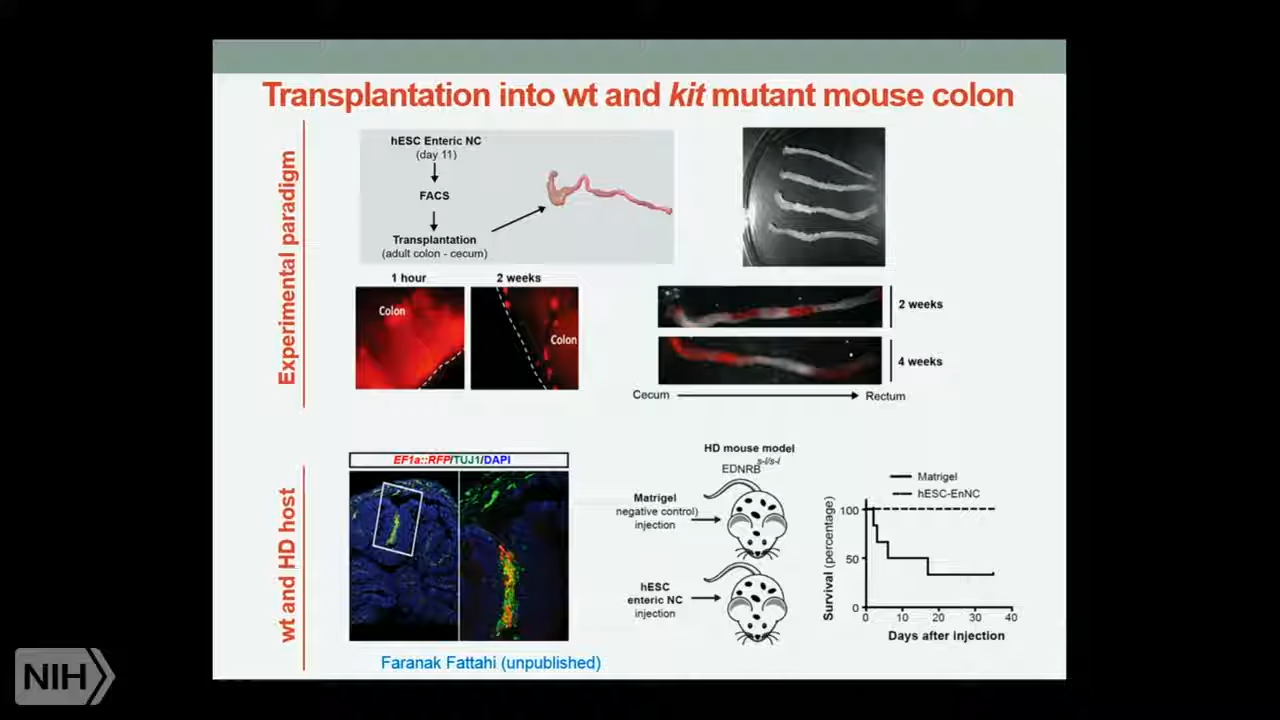 Transplantation into wt and kit mutant mouse colon
Experimental paradigm
hESC Enteric NC
(day 11)
FACS
Transplantation
(adult colon - cecum)
1 hour
2 weeks
Colon
Colon
2 weeks
4 weeks
Cecum
Rectum
wt and HD host
EF1a::RFP/TUJ1/DAPI
HD mouse model
EDNRB s-l/s-l
Matrigel
negative control)
injection
hESC
enteric NC
injection
Matrigel
hESC-EnNC
Survival (percentage)
100
50
0
0 10 20 30 40
Days after injection
Faranak Fattahi (unpublished)
NIH